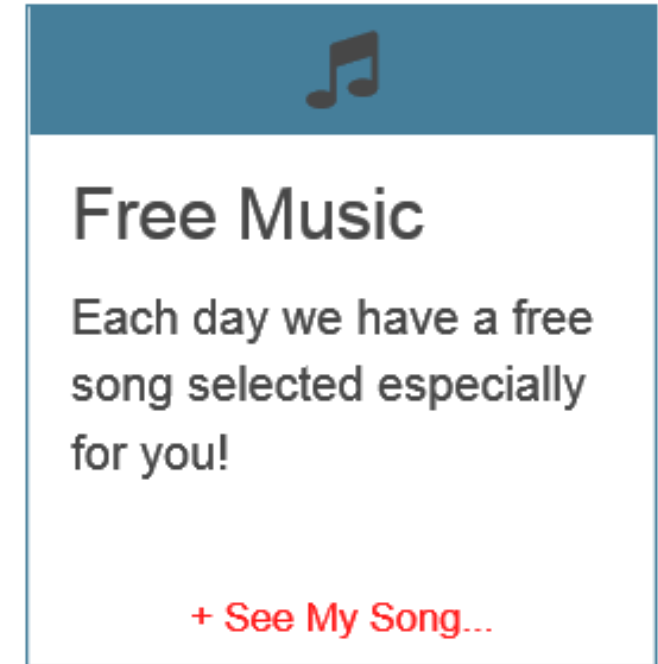 Free Music
Each day we have a free
song selected especially
for you!
+ See My Song...